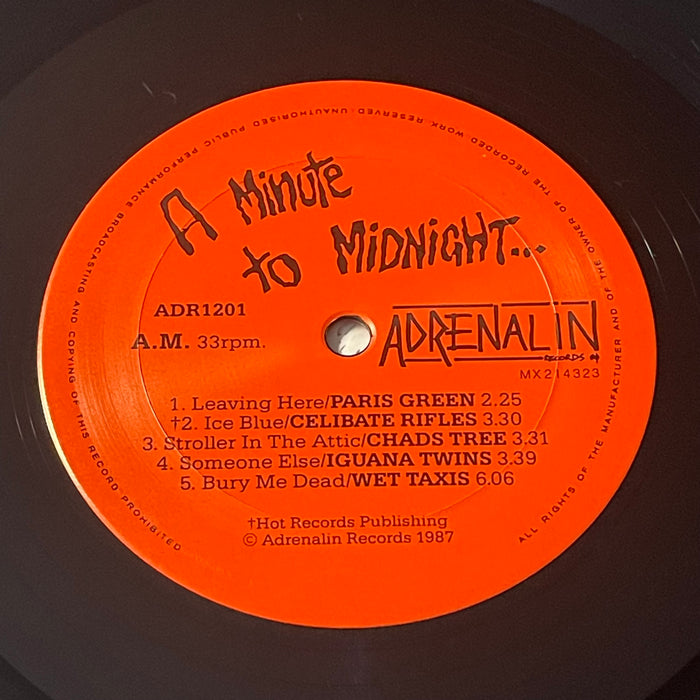 ALL RIGHTS OF THE MANUFACTURER AND OF THE OWNER OF THE RECORDED WORK RESERVED. UNAUTHORISED PUBLIC PERFORMANCE BROADCASTING AND COPYING OF THIS RECORD PROHIBITED
A Minute
to MiDNiGHT...
ADR1201
A.M. 33rpm.
ADRENALIN
RECORDS
MX214323
1. Leaving Here/PARIS GREEN 2.25
†2. Ice Blue/CELIBATE RIFLES 3.30
3. Stroller In The Attic/CHADS TREE 3.31
4. Someone Else/IGUANA TWINS 3.39
5. Bury Me Dead/WET TAXIS 6.06
†Hot Records Publishing
© Adrenalin Records 1987